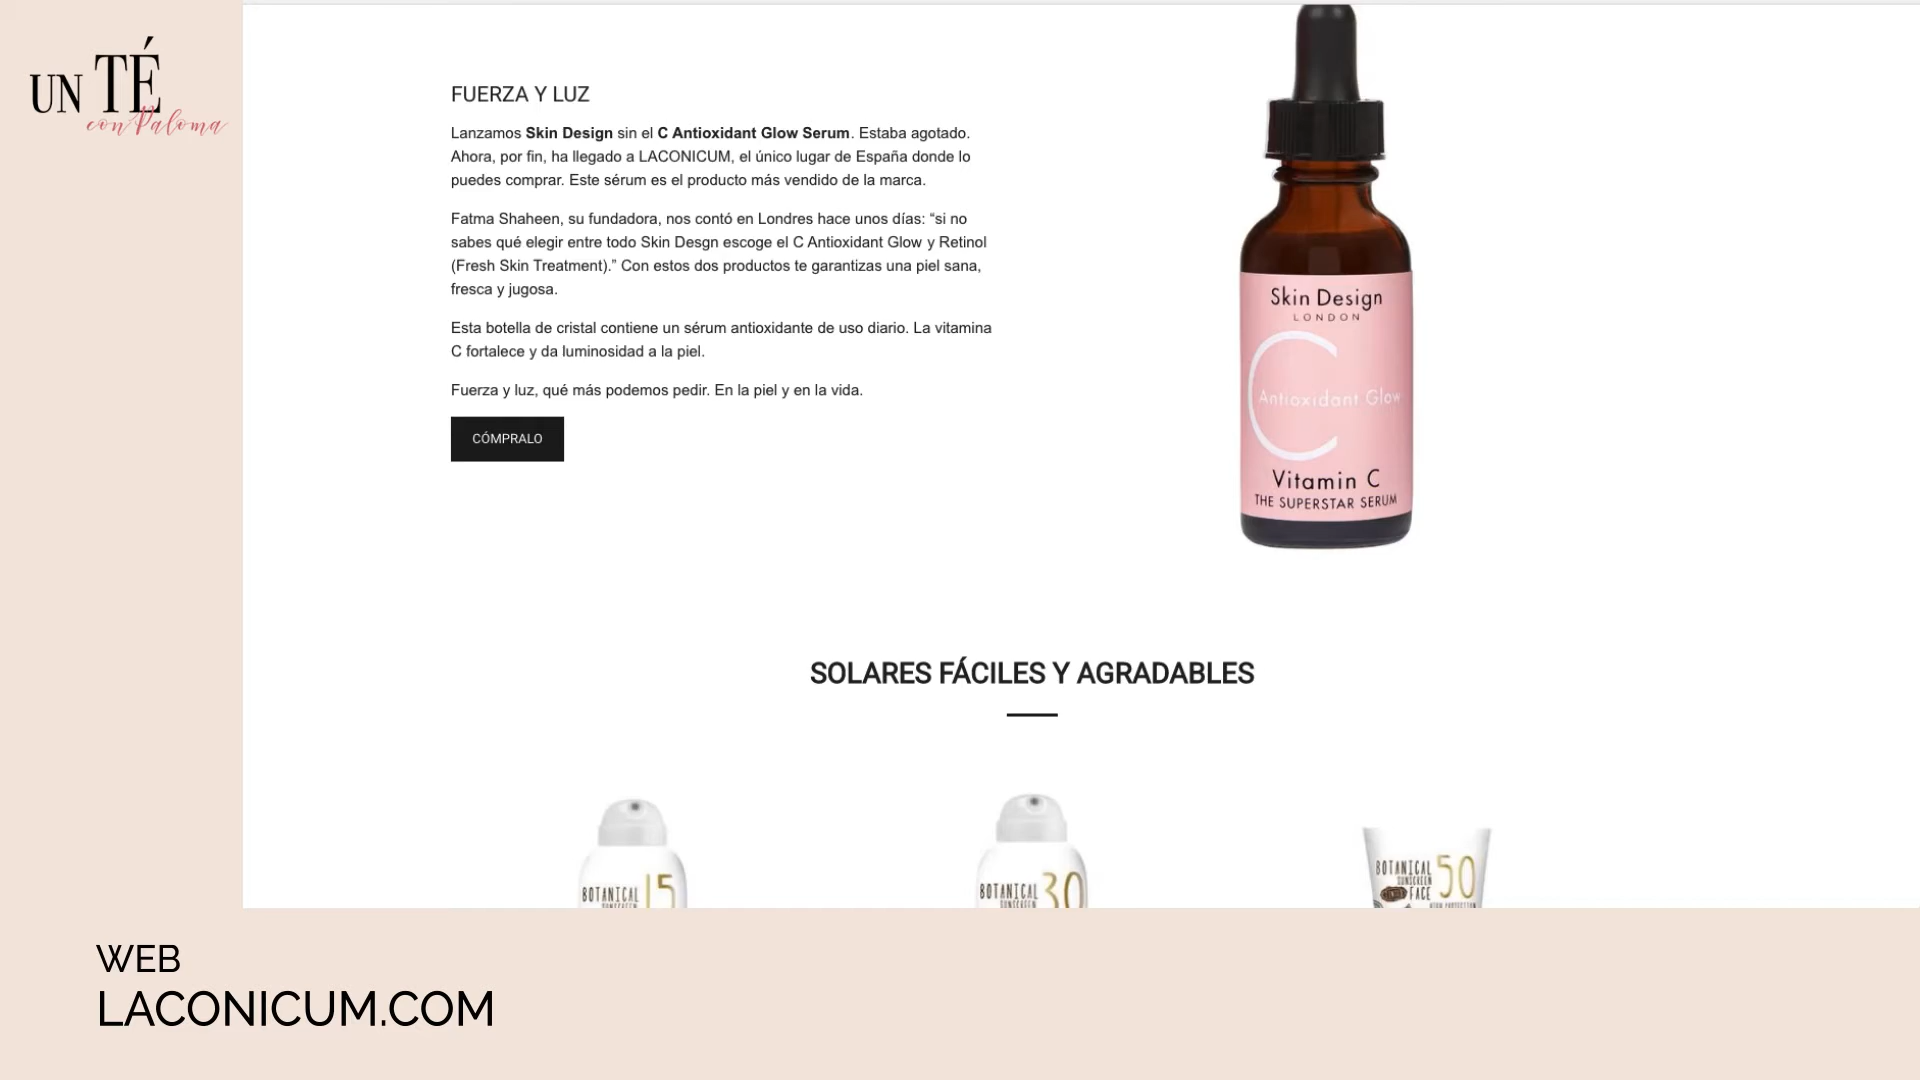 UN TÉ
con Paloma
FUERZA Y LUZ
Lanzamos Skin Design sin el C Antioxidant Glow Serum. Estaba agotado.
Ahora, por fin, ha llegado a LACONICUM, el único lugar de España donde lo
puedes comprar. Este sérum es el producto más vendido de la marca.
Fatma Shaheen, su fundadora, nos contó en Londres hace unos días: “si no
sabes qué elegir entre todo Skin Desgn escoge el C Antioxidant Glow y Retinol
(Fresh Skin Treatment).” Con estos dos productos te garantizas una piel sana,
fresca y jugosa.
Esta botella de cristal contiene un sérum antioxidante de uso diario. La vitamina
C fortalece y da luminosidad a la piel.
Fuerza y luz, qué más podemos pedir. En la piel y en la vida.
CÓMPRALO
Skin Design
LONDON
C
Antioxidant Glow
Vitamin C
THE SUPERSTAR SERUM
SOLARES FÁCILES Y AGRADABLES
BOTANICAL 15
SUNSCREEN
BOTANICAL 30
SUNSCREEN
BOTANICAL 50
SUNSCREEN
FACE
WEB
LACONICUM.COM